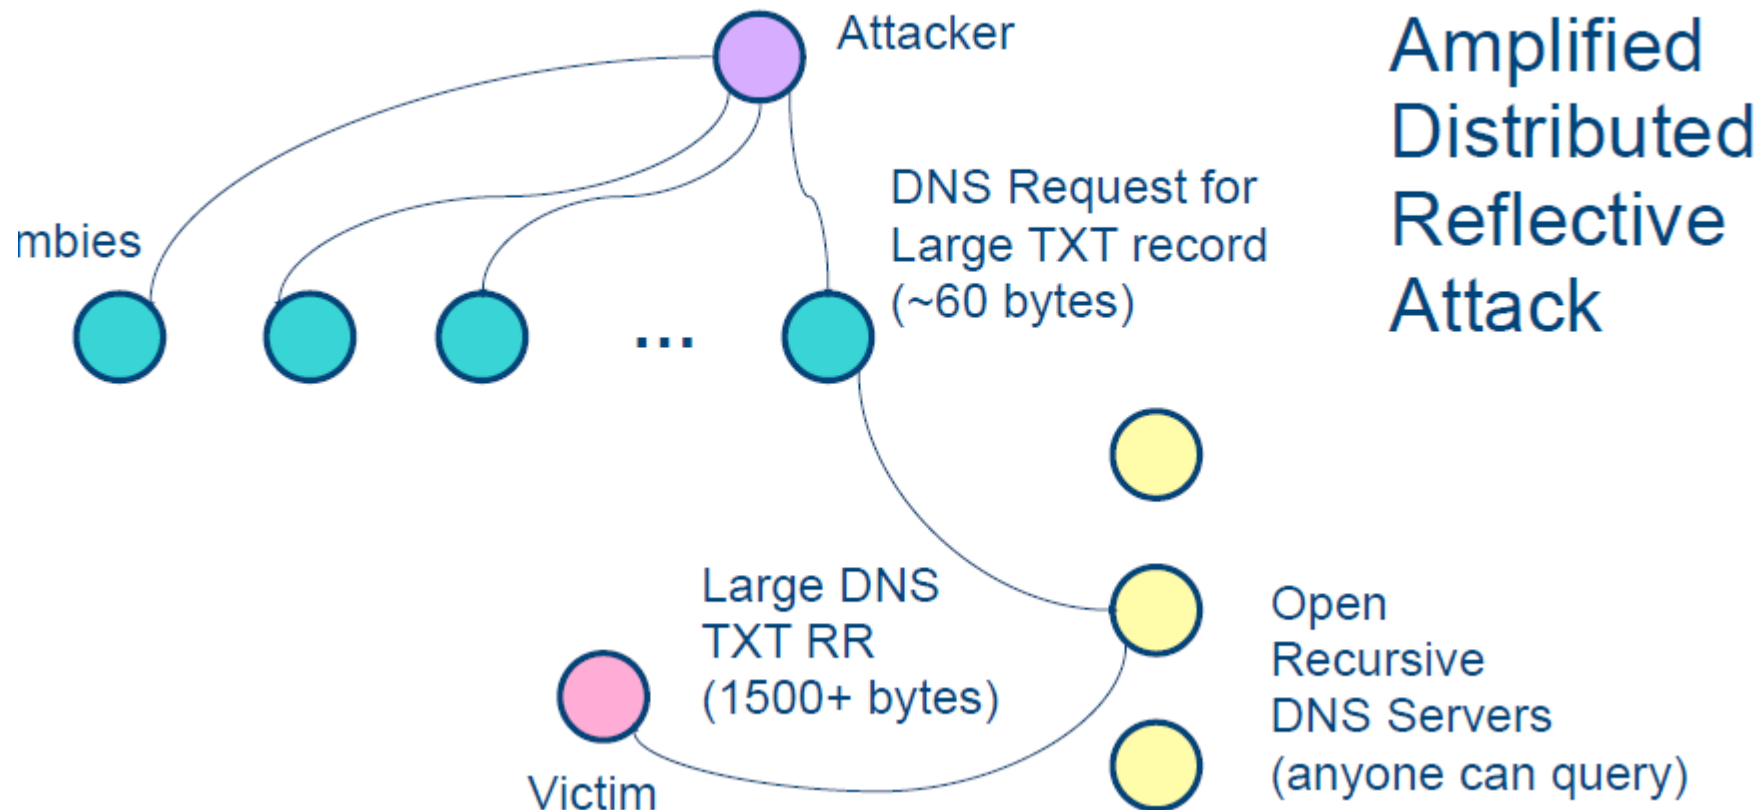 Attacker
Amplified
Distributed
Reflective
Attack
DNS Request for
Large TXT record
(~60 bytes)
mbies
...
Large DNS
TXT RR
(1500+ bytes)
Open
Recursive
DNS Servers
(anyone can query)
Victim